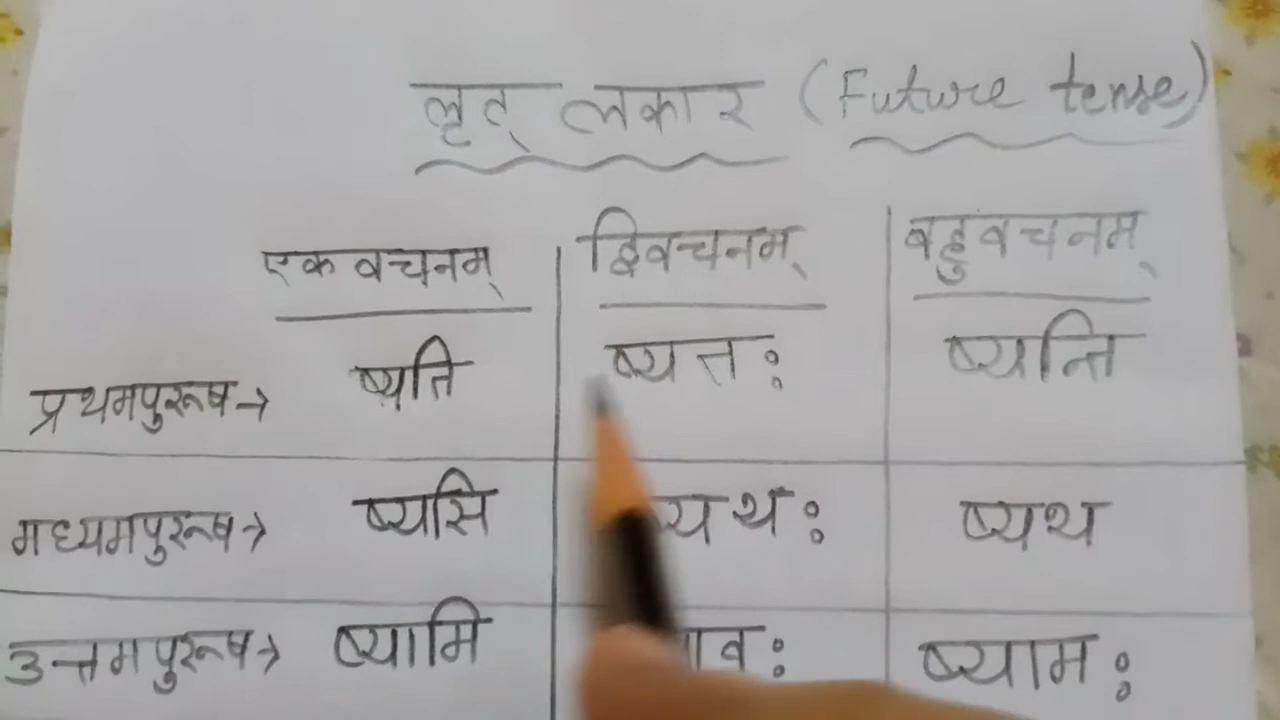 लृत् लकार (Future tense)
एकवचनम् द्विवचनम् बहुवचनम्
प्रथमपुरूष→ ष्यति ष्यतः ष्यन्ति
मध्यमपुरूष→ ष्यसि यथः ष्यथ
उत्तमपुरूष→ ष्यामि वः ष्यामः